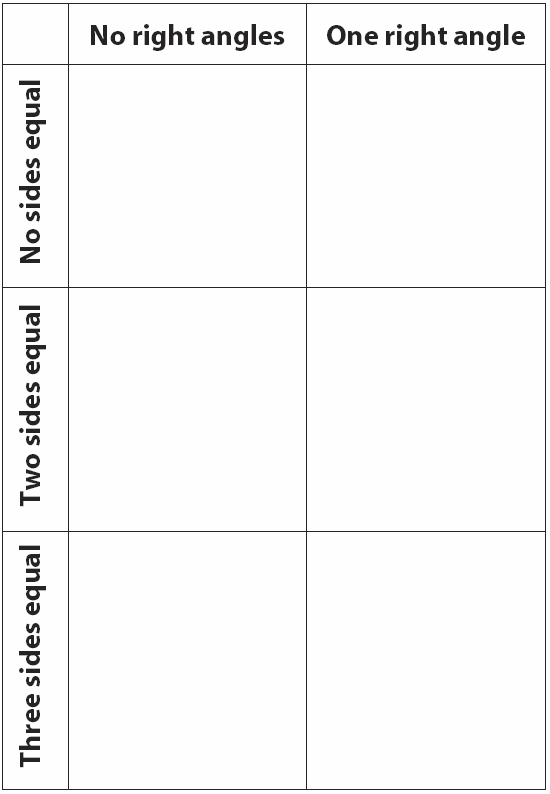 No right angles
One right angle
No sides equal
Two sides equal
Three sides equal